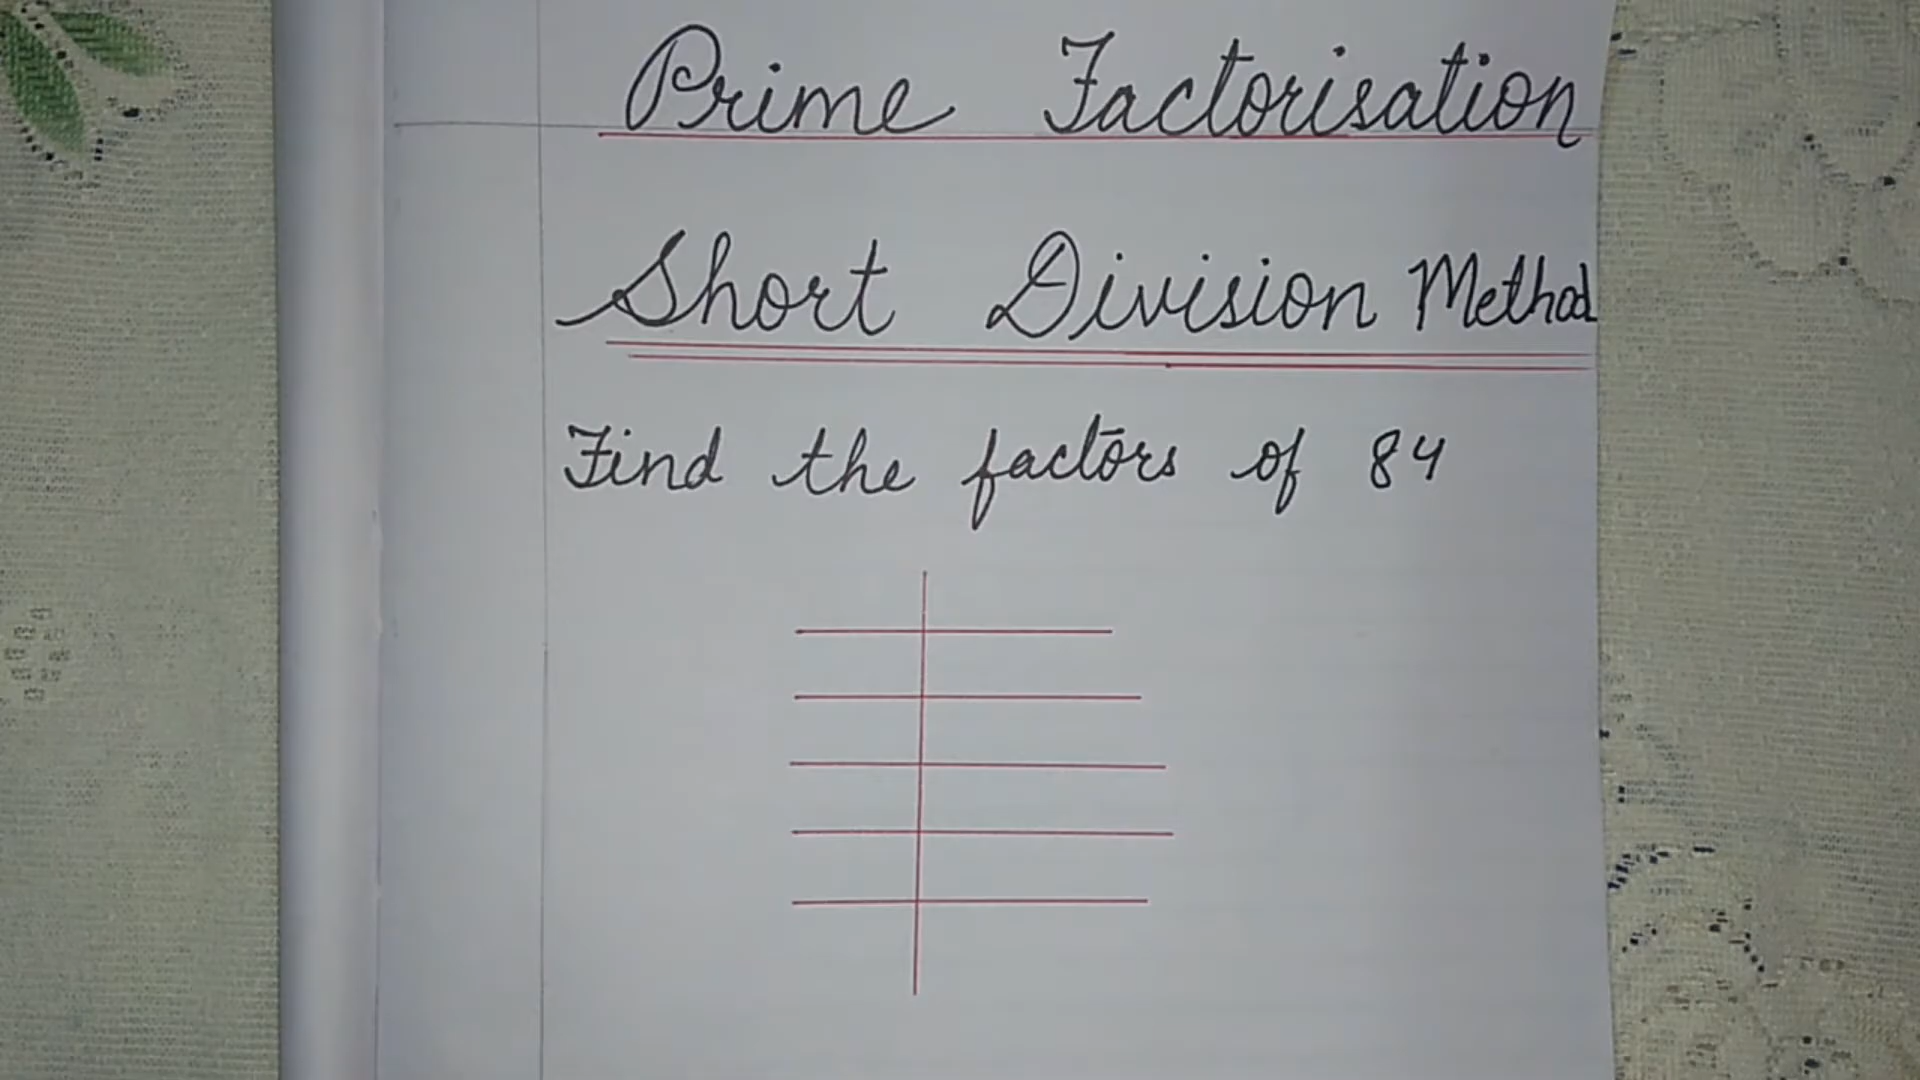 Prime Factorisation
Short Division Method
Find the factors of 84